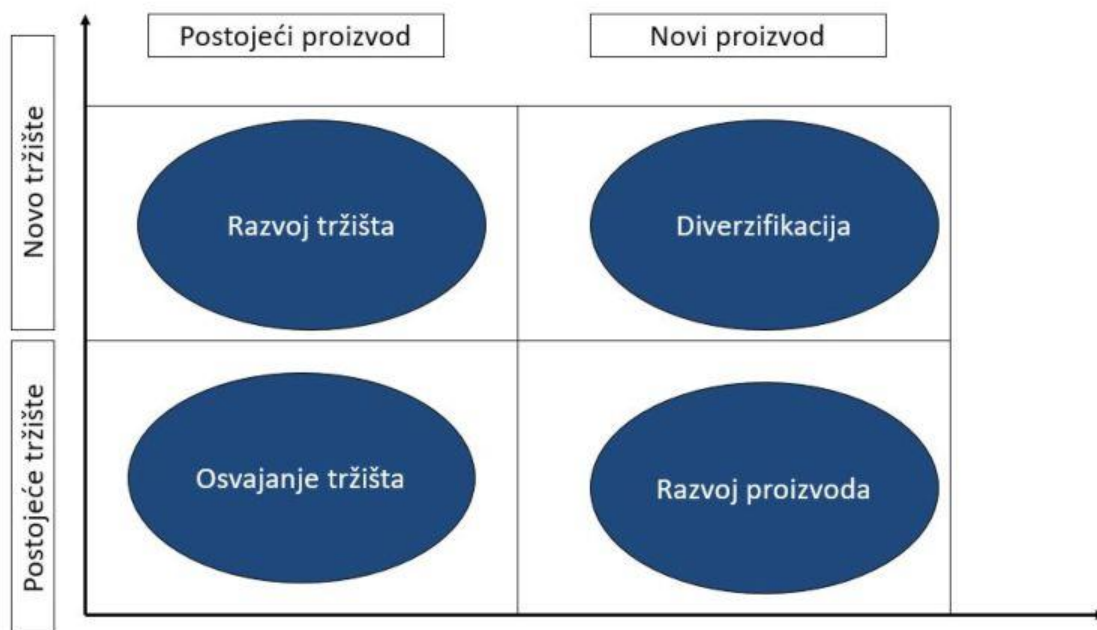 Postojeći proizvod
Novi proizvod
Novo tržište
Razvoj tržišta
Diverzifikacija
Postojeće tržište
Osvajanje tržišta
Razvoj proizvoda